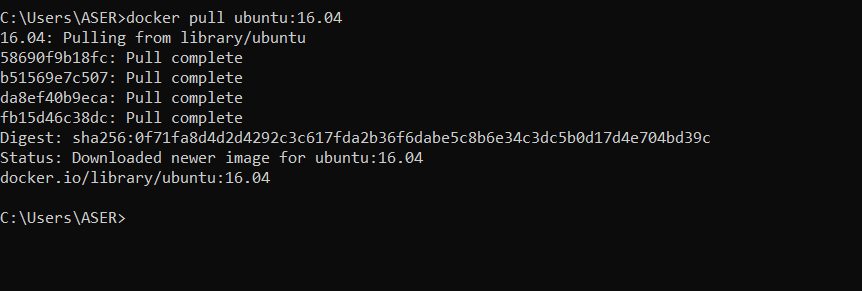 C:\Users\ASER>docker pull ubuntu:16.04
16.04: Pulling from library/ubuntu
58690f9b18fc: Pull complete
b51569e7c507: Pull complete
da8ef40b9eca: Pull complete
fb15d46c38dc: Pull complete
Digest: sha256:0f71fa8d4d2d4292c3c617fda2b36f6dabe5c8b6e34c3dc5b0d17d4e704bd39c
Status: Downloaded newer image for ubuntu:16.04
docker.io/library/ubuntu:16.04
C:\Users\ASER>